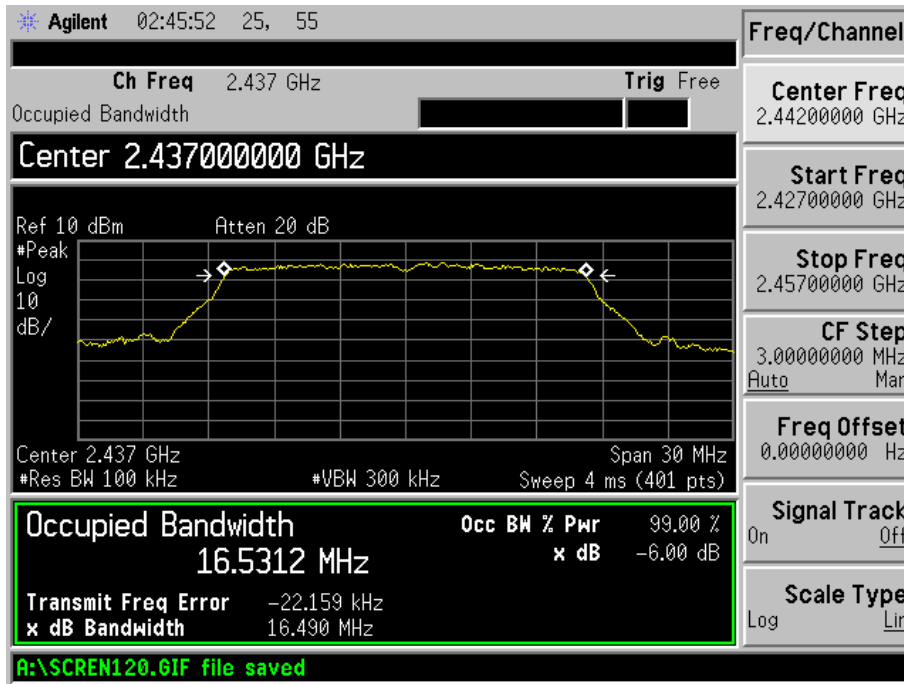 Agilent 02:45:52 25, 55
Ch Freq 2.437 GHz Trig Free
Occupied Bandwidth
Center 2.437000000 GHz
Ref 10 dBm Atten 20 dB
#Peak
Log
10
dB/
Center 2.437 GHz Span 30 MHz
#Res BW 100 kHz #VBW 300 kHz Sweep 4 ms (401 pts)
Occupied Bandwidth Occ BW % Pwr 99.00 %
16.5312 MHz x dB -6.00 dB
Transmit Freq Error -22.159 kHz
x dB Bandwidth 16.490 MHz
A:\SCREN120.GIF file saved
Freq/Channel
Center Freq
2.44200000 GHz
Start Freq
2.42700000 GHz
Stop Freq
2.45700000 GHz
CF Step
3.00000000 MHz
Auto Man
Freq Offset
0.00000000 Hz
Signal Track
On Off
Scale Type
Log Lin